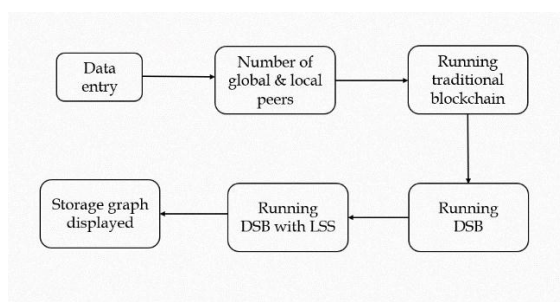 Data
entry
Number of
global & local
peers
Running
traditional
blockchain
Running
DSB
Running
DSB with LSS
Storage graph
displayed